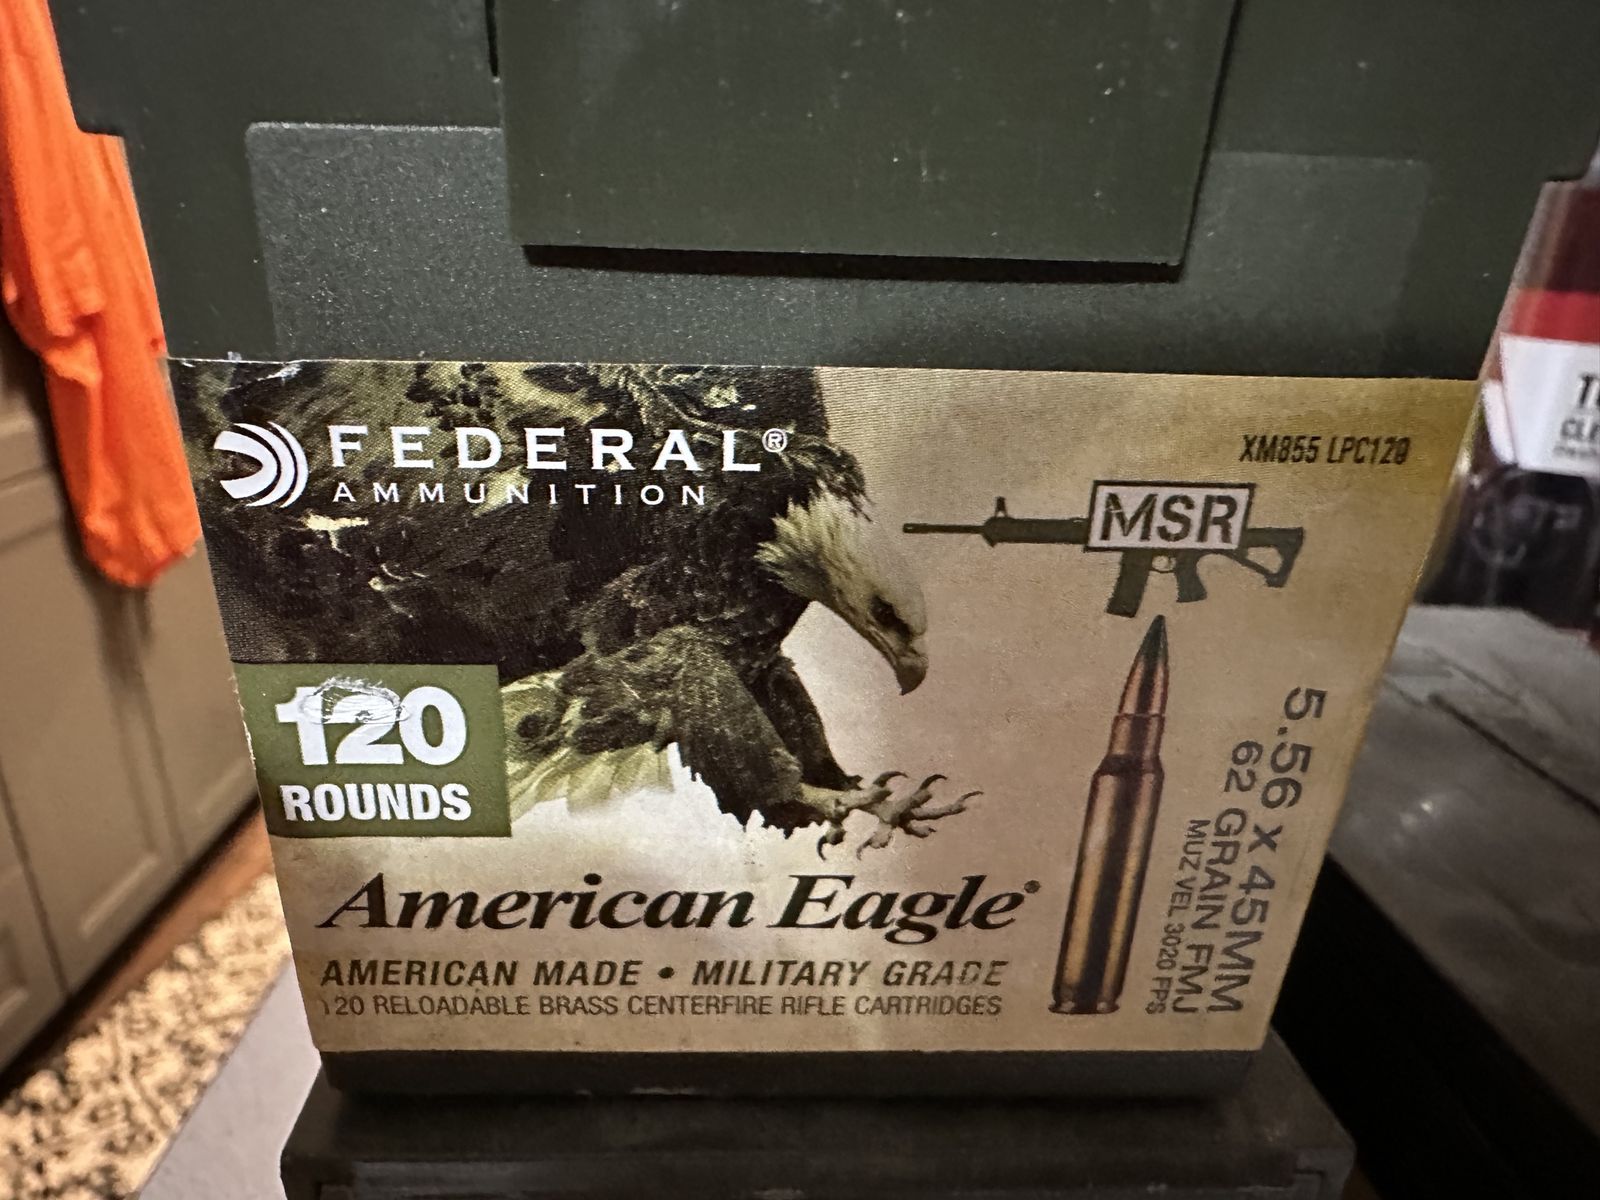 FEDERAL®
AMMUNITION
XM855 LPC120
MSR
120
ROUNDS
5.56 X 45MM
62 GRAIN FMJ
MUZ VEL 3020 FPS
American Eagle®
AMERICAN MADE • MILITARY GRADE
120 RELOADABLE BRASS CENTERFIRE RIFLE CARTRIDGES